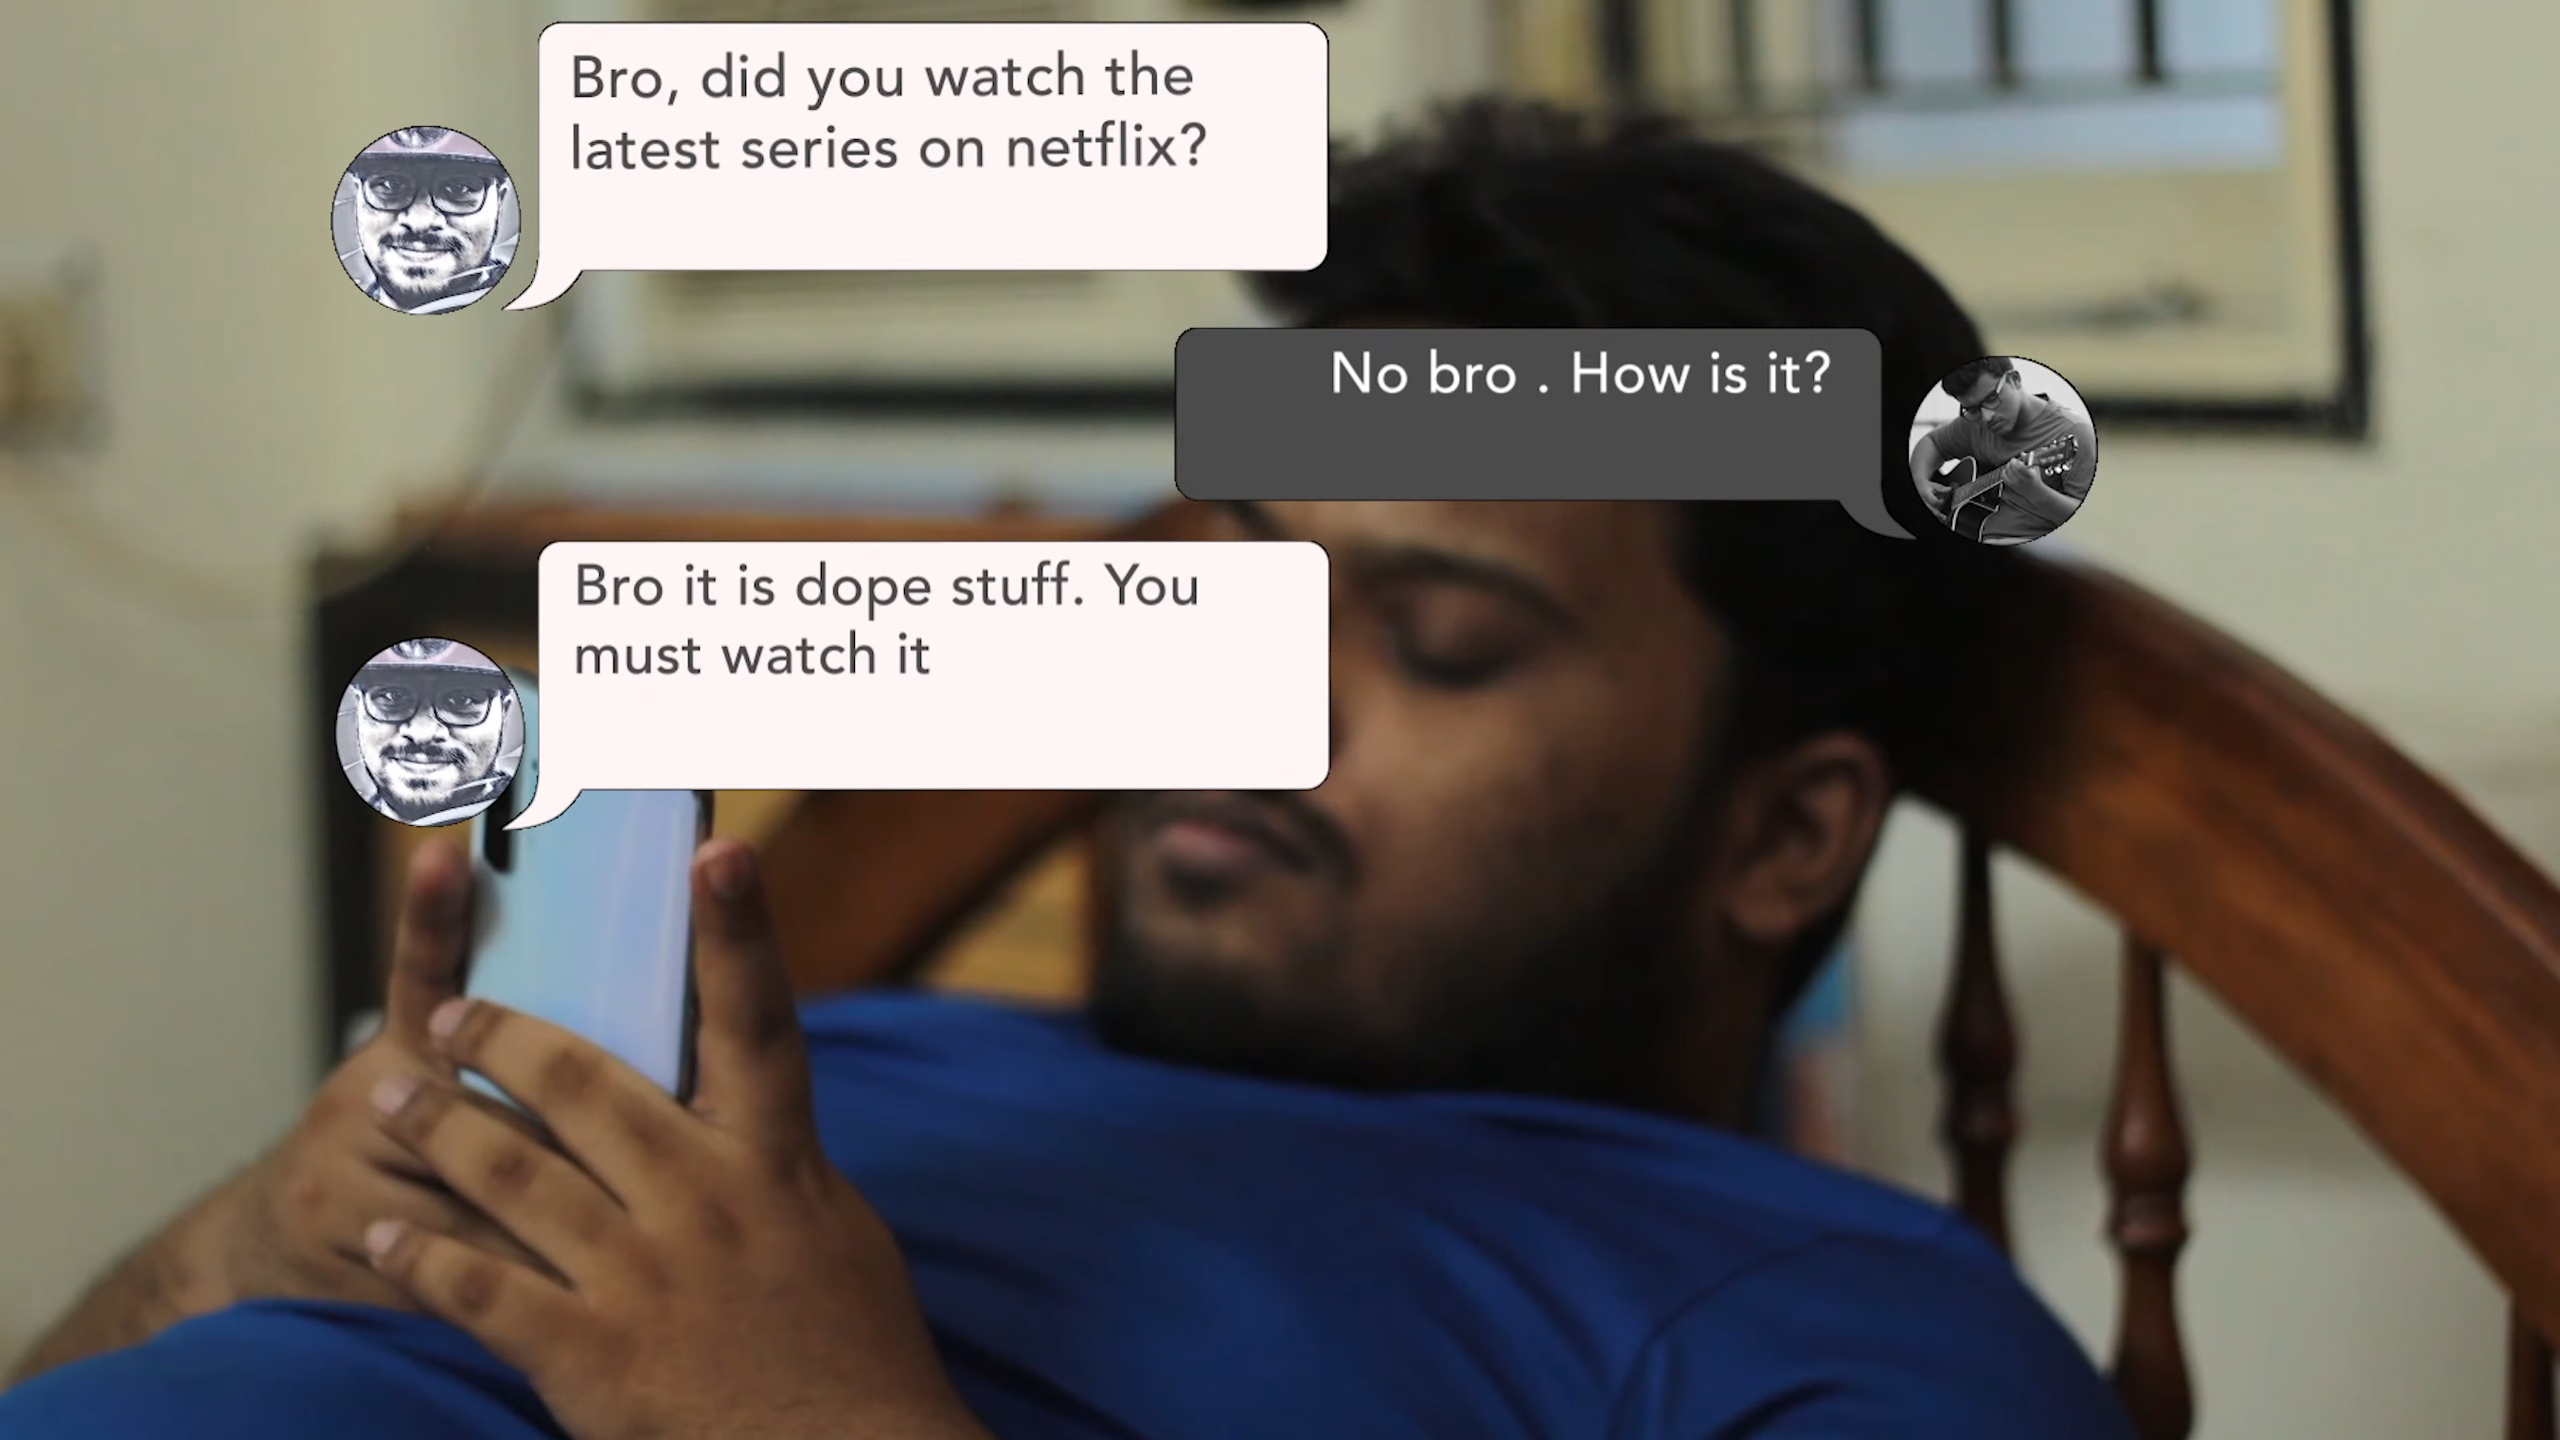 Bro, did you watch the
latest series on netflix?
No bro . How is it?
Bro it is dope stuff. You
must watch it